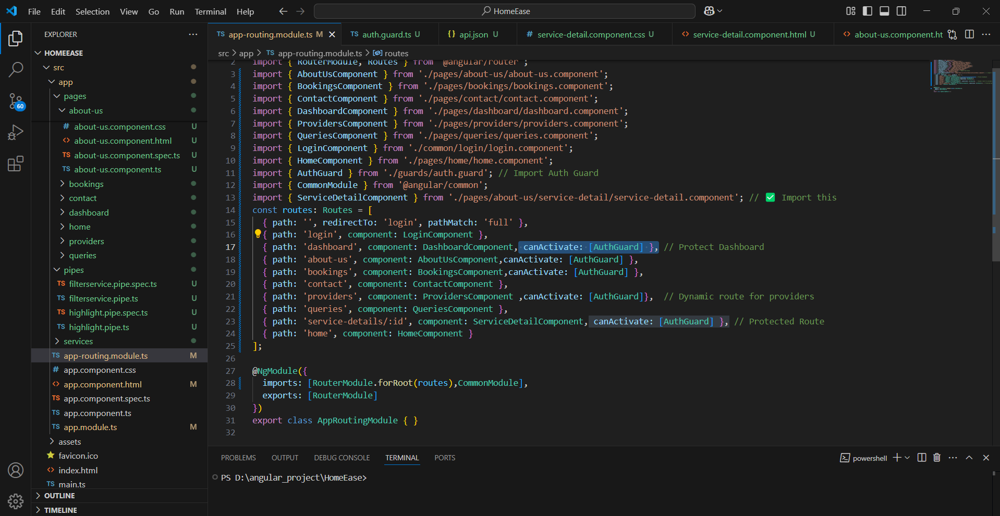 File Edit Selection View Go Run Terminal Help
HomeEase
EXPLORER
HOMEEASE
src
app
pages
about-us
# about-us.component.css U
<> about-us.component.html U
TS about-us.component.spec.ts U
TS about-us.component.ts U
bookings
contact
dashboard
home
providers
queries
pipes
TS filterservice.pipe.spec.ts U
TS filterservice.pipe.ts U
TS highlight.pipe.spec.ts U
TS highlight.pipe.ts U
services
TS app-routing.module.ts M
# app.component.css
<> app.component.html M
TS app.component.spec.ts
TS app.component.ts
TS app.module.ts M
assets
favicon.ico
<> index.html
TS main.ts
OUTLINE
TIMELINE
60
TS app-routing.module.ts M
TS auth.guard.ts U
{} api.json U
# service-detail.component.css U
<> service-detail.component.html U
<> about-us.component.ht
src > app > TS app-routing.module.ts > routes
2 import { RouterModule, Routes } from '@angular/router';
3 import { AboutUsComponent } from './pages/about-us/about-us.component';
4 import { BookingsComponent } from './pages/bookings/bookings.component';
5 import { ContactComponent } from './pages/contact/contact.component';
6 import { DashboardComponent } from './pages/dashboard/dashboard.component';
7 import { ProvidersComponent } from './pages/providers/providers.component';
8 import { QueriesComponent } from './pages/queries/queries.component';
9 import { LoginComponent } from './common/login/login.component';
10 import { HomeComponent } from './pages/home/home.component';
11 import { AuthGuard } from './guards/auth.guard'; // Import Auth Guard
12 import { CommonModule } from '@angular/common';
13 import { ServiceDetailComponent } from './pages/about-us/service-detail/service-detail.component'; // ✅ Import this
14 const routes: Routes = [
15 { path: '', redirectTo: 'login', pathMatch: 'full' },
16 { path: 'login', component: LoginComponent },
17 { path: 'dashboard', component: DashboardComponent, canActivate: [AuthGuard] }, // Protect Dashboard
18 { path: 'about-us', component: AboutUsComponent,canActivate: [AuthGuard] },
19 { path: 'bookings', component: BookingsComponent,canActivate: [AuthGuard] },
20 { path: 'contact', component: ContactComponent },
21 { path: 'providers', component: ProvidersComponent ,canActivate: [AuthGuard]}, // Dynamic route for providers
22 { path: 'queries', component: QueriesComponent },
23 { path: 'service-details/:id', component: ServiceDetailComponent, canActivate: [AuthGuard] }, // Protected Route
24 { path: 'home', component: HomeComponent }
25 ];
26
27 @NgModule({
28 imports: [RouterModule.forRoot(routes),CommonModule],
29 exports: [RouterModule]
30 })
31 export class AppRoutingModule { }
32
PROBLEMS OUTPUT DEBUG CONSOLE TERMINAL PORTS
powershell
PS D:\angular_project\HomeEase>